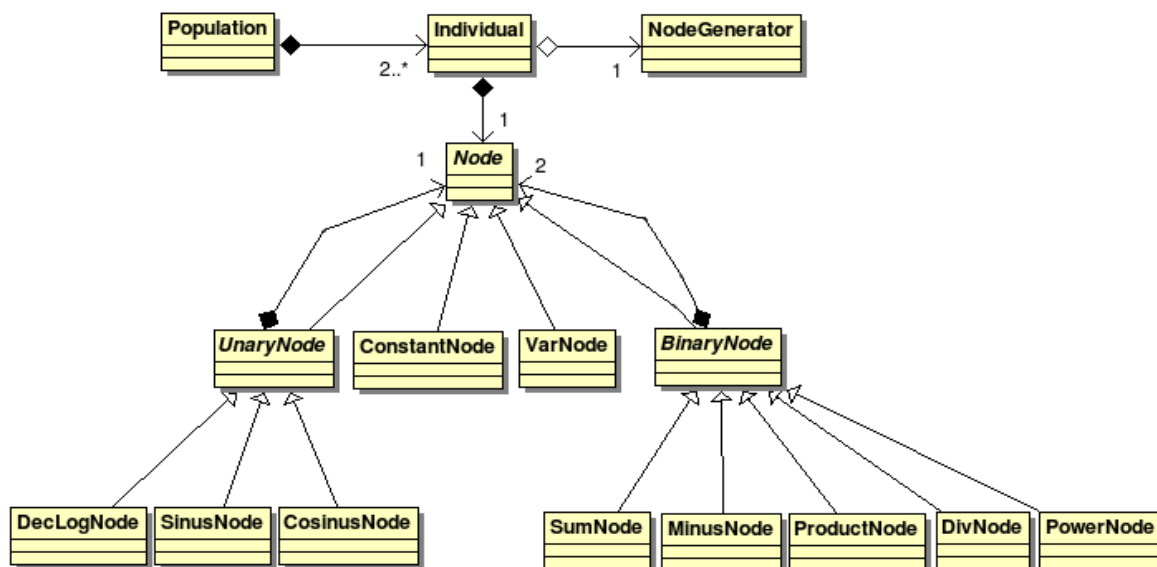 Population
Individual
NodeGenerator
2..*
1
1
1
Node
2
UnaryNode
ConstantNode
VarNode
BinaryNode
DecLogNode
SinusNode
CosinusNode
SumNode
MinusNode
ProductNode
DivNode
PowerNode